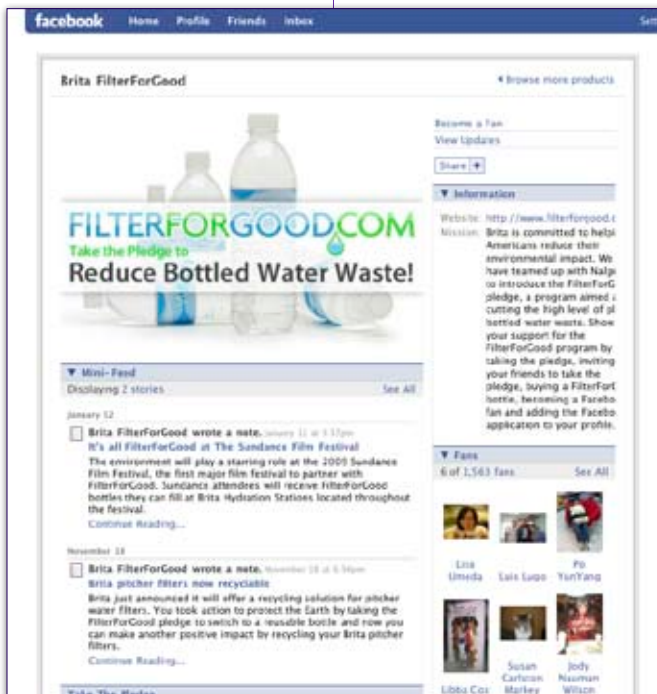 facebook Home Profile Friends Inbox
Brita FilterForGood
Browse more products
FILTERFORGOOD.COM
Take the Pledge to
Reduce Bottled Water Waste!
Mini-Feed
Displaying 2 stories See All
January 12
Brita FilterForGood wrote a note.
It's all FilterForGood at The Sundance Film Festival
The environment will play a starring role at the 2009 Sundance
Film Festival, the first major film festival to partner with
FilterForGood. Sundance attendees will receive FilterForGood
bottles they can fill at Brita Hydration Stations located throughout
the festival.
Continue Reading...
November 18
Brita FilterForGood wrote a note.
Brita pitcher filters now recyclable
Brita just announced it will offer a recycling solution for pitcher
water filters. You took action to protect the Earth by taking the
FilterForGood pledge to switch to a reusable bottle and now you
can make another positive impact by recycling your Brita pitcher
filters.
Continue Reading...
Take The Pledge
Become a Fan
View Updates
Share +
Information
Website: http://www.filterforgood.c
Mission: Brita is committed to helpi
Americans reduce their
environmental impact. We
have teamed up with Nalge
to introduce the FilterForG
pledge, a program aimed a
cutting the high level of pl
bottled water waste. Show
your support for the
FilterForGood program by
taking the pledge, inviting
your friends to take the
pledge, buying a FilterFor
bottle, becoming a Facebo
fan and adding the Facebo
application to your profile.
Fans
6 of 1,563 fans See All
Lisa
Umeda
Luis Lugo
Po
YunYang
Libba Cox
Susan
Carlson
Markey
Jody
Nauman
Wilson